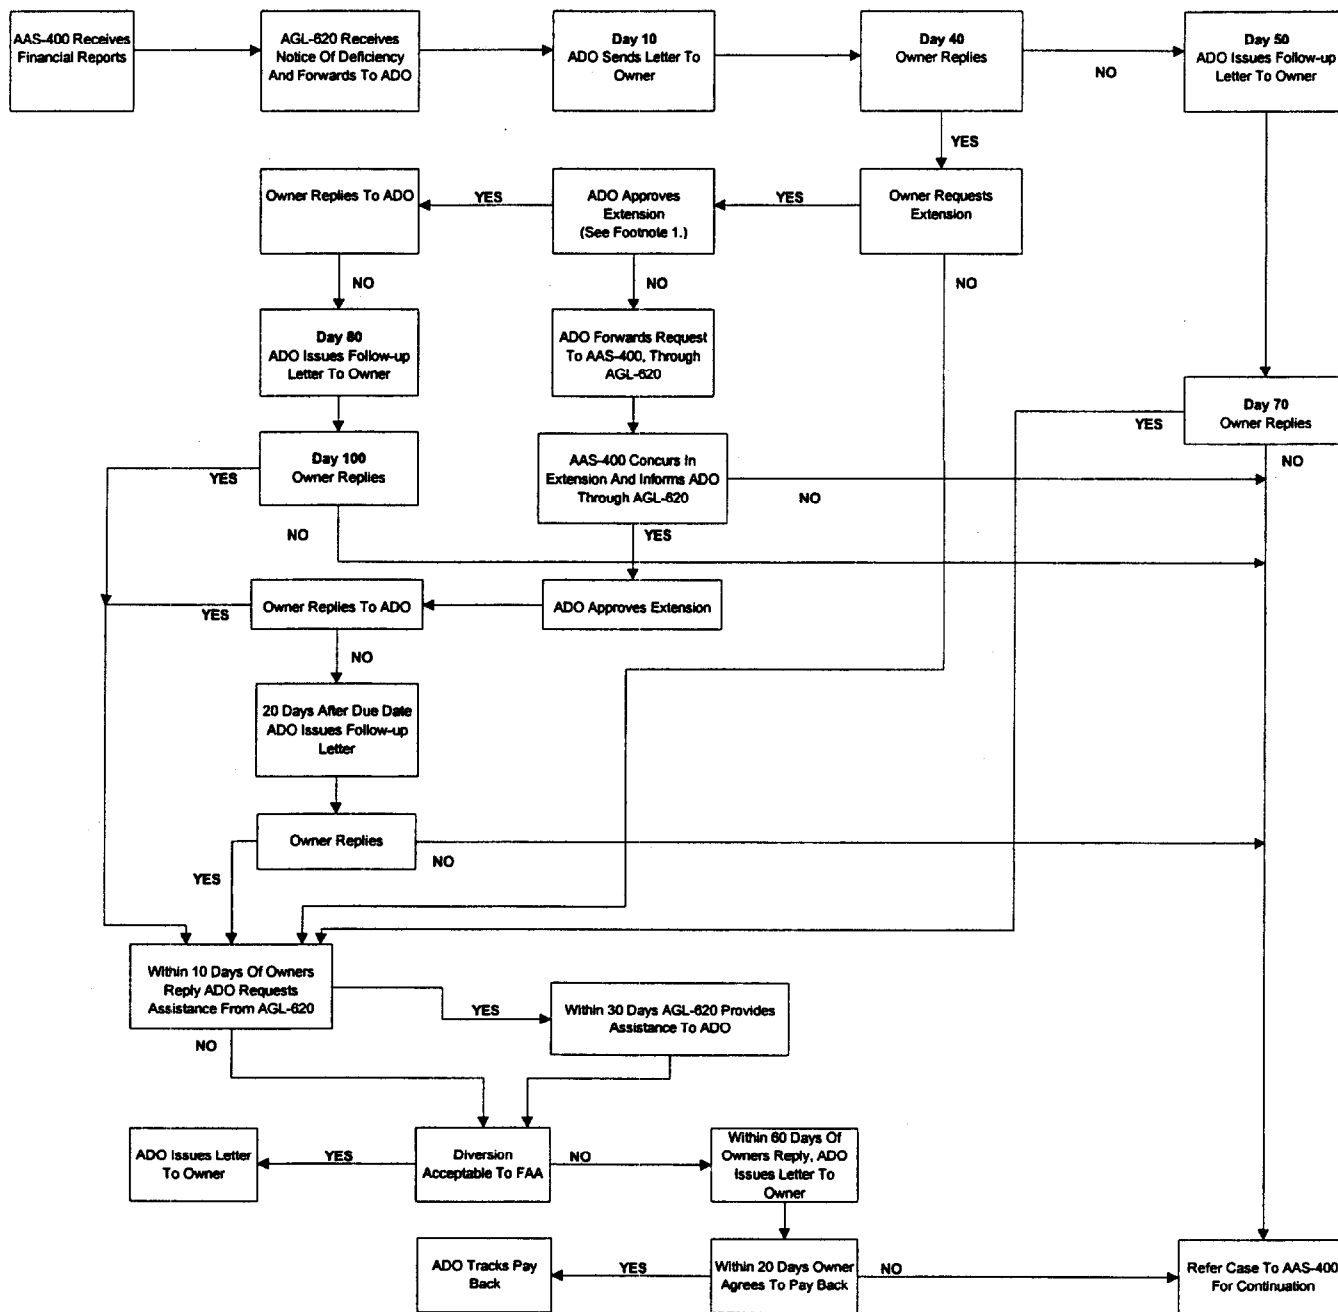 AAS-400 Receives
Financial Reports
AGL-620 Receives
Notice Of Deficiency
And Forwards To ADO
Day 10
ADO Sends Letter To
Owner
Day 40
Owner Replies
NO
Day 50
ADO Issues Follow-up
Letter To Owner
YES
Owner Replies To ADO
YES
ADO Approves
Extension
(See Footnote 1.)
YES
Owner Requests
Extension
NO
NO
NO
Day 80
ADO Issues Follow-up
Letter To Owner
ADO Forwards Request
To AAS-400, Through
AGL-620
Day 70
Owner Replies
YES
NO
Day 100
Owner Replies
YES
NO
AAS-400 Concurs In
Extension And Informs ADO
Through AGL-620
NO
YES
Owner Replies To ADO
YES
ADO Approves Extension
NO
20 Days After Due Date
ADO Issues Follow-up
Letter
Owner Replies
NO
YES
Within 10 Days Of Owners
Reply ADO Requests
Assistance From AGL-620
YES
NO
Within 30 Days AGL-620 Provides
Assistance To ADO
ADO Issues Letter
To Owner
YES
Diversion
Acceptable To FAA
NO
Within 60 Days Of
Owners Reply, ADO
Issues Letter To
Owner
ADO Tracks Pay
Back
YES
Within 20 Days Owner
Agrees To Pay Back
NO
Refer Case To AAS-400
For Continuation